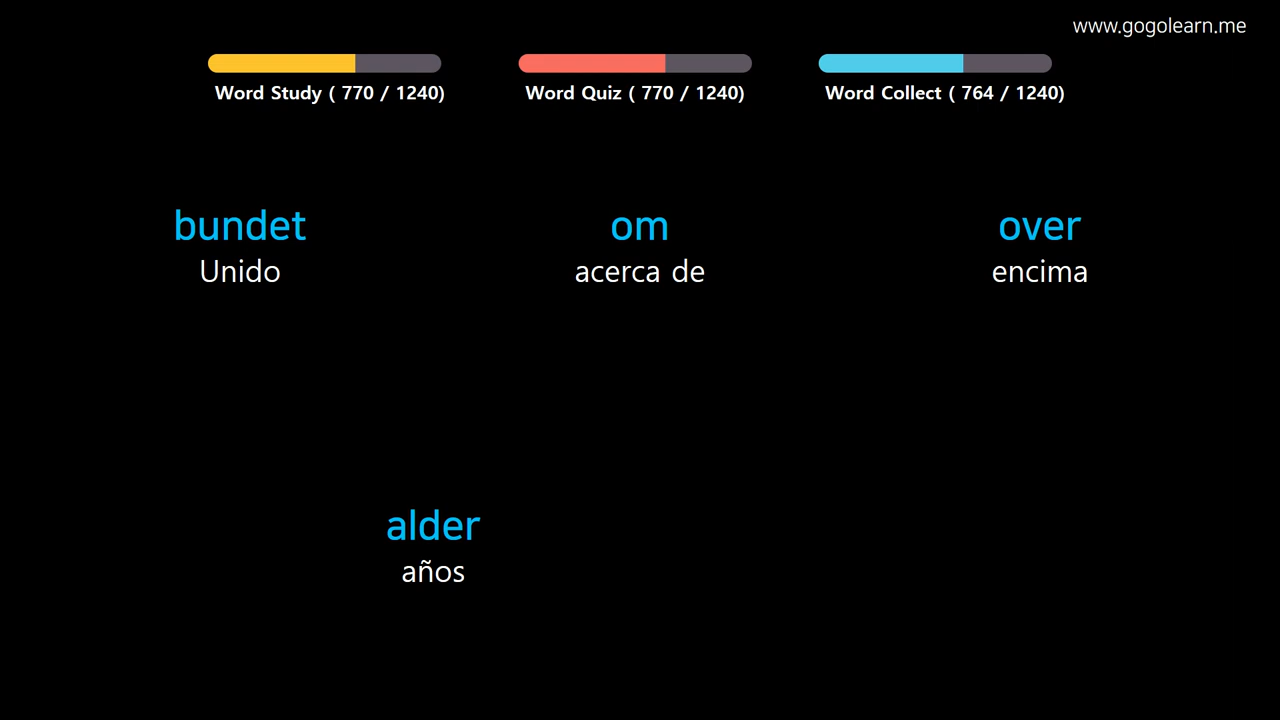 www.gogolearn.me
Word Study ( 770 / 1240)
Word Quiz ( 770 / 1240)
Word Collect ( 764 / 1240)
bundet
Unido
om
acerca de
over
encima
alder
años